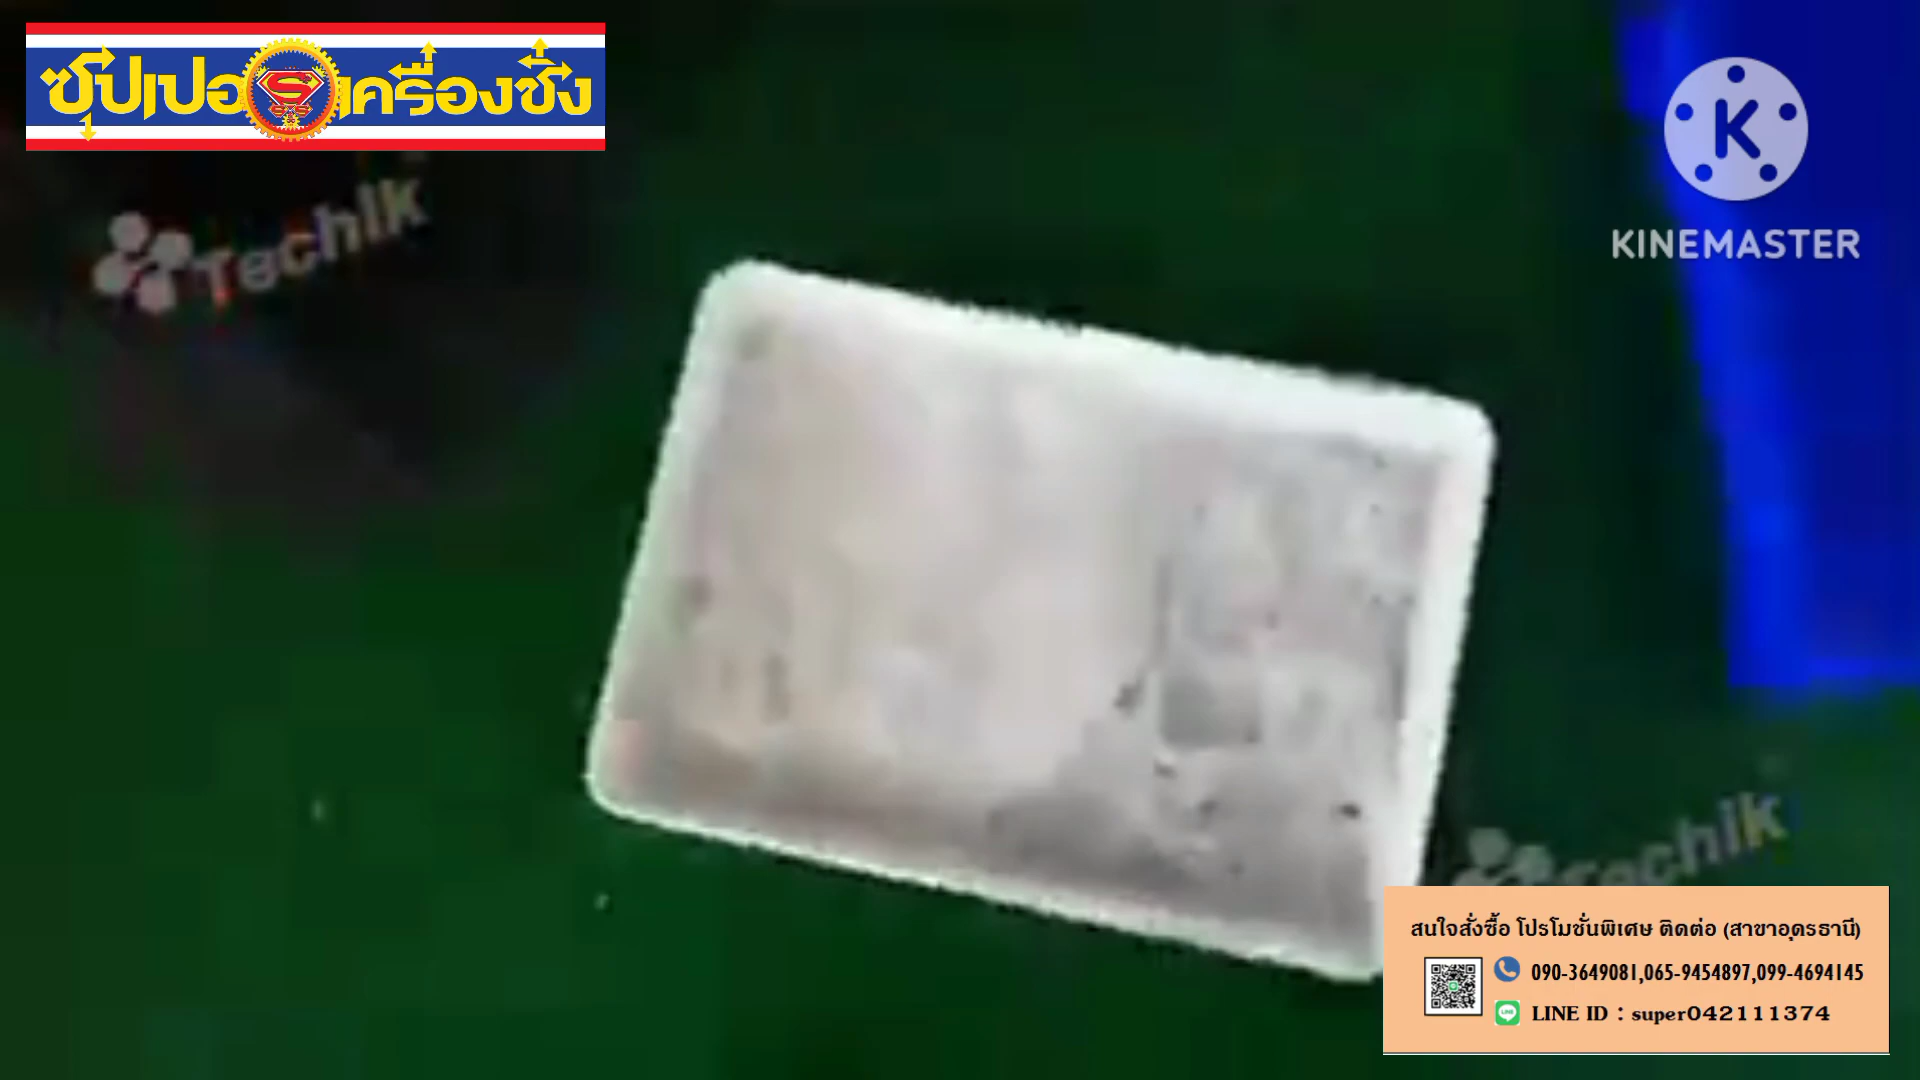 ซุปเปอร์เครื่องชั่ง
Techik
K
KINEMASTER
Techik
สนใจสั่งซื้อ โปรโมชั่นพิเศษ ติดต่อ (สาขาอุดรธานี)
090-3649081,065-9454897,099-4694145
LINE ID : super042111374